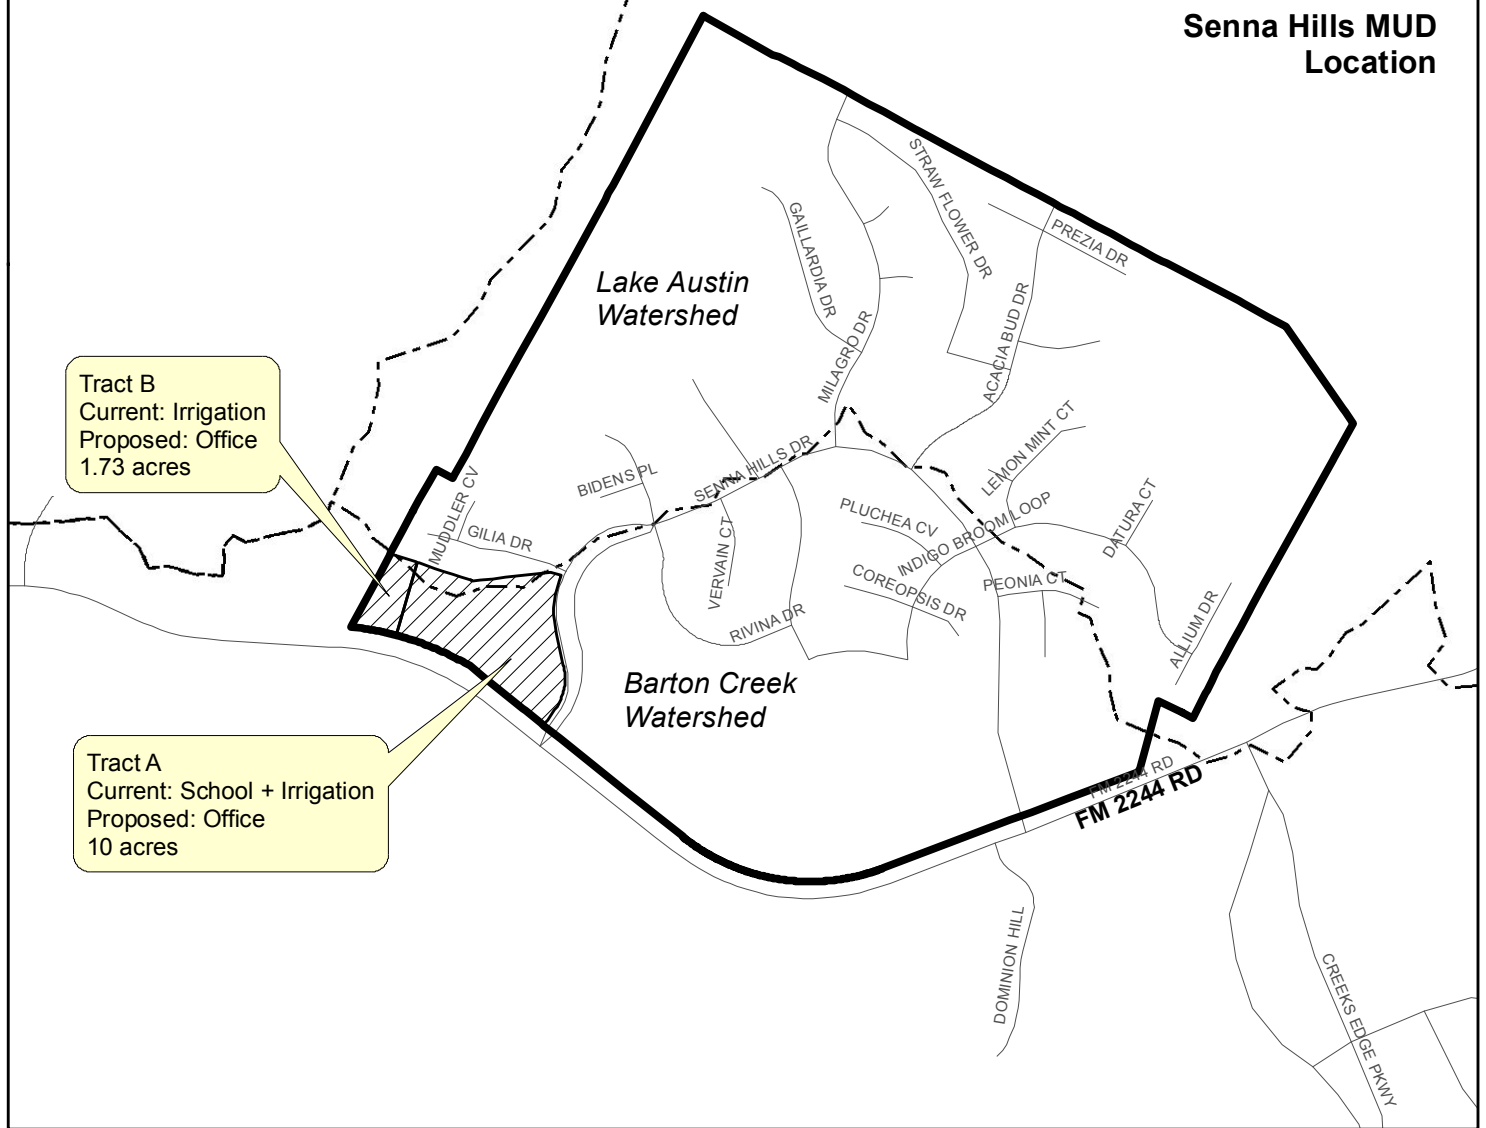 Senna Hills MUD
Location
STRAW FLOWER DR
GAILLARDIA DR
PREZIA DR
Lake Austin
Watershed
MILAGRO DR
ACACIA BUD DR
Tract B
Current: Irrigation
Proposed: Office
1.73 acres
LEMON MINT CT
SENNA HILLS DR
BIDENS PL
MUDDLER CV
GILIA DR
PLUCHEA CV
INDIGO BROOM LOOP
DATURA CT
VERVAIN CT
COREOPSIS DR
PEONIA CT
RIVINA DR
ALLIUM DR
Barton Creek
Watershed
Tract A
Current: School + Irrigation
Proposed: Office
10 acres
FM 2244 RD
FM 2244 RD
DOMINION HILL
CREEKS EDGE PKWY